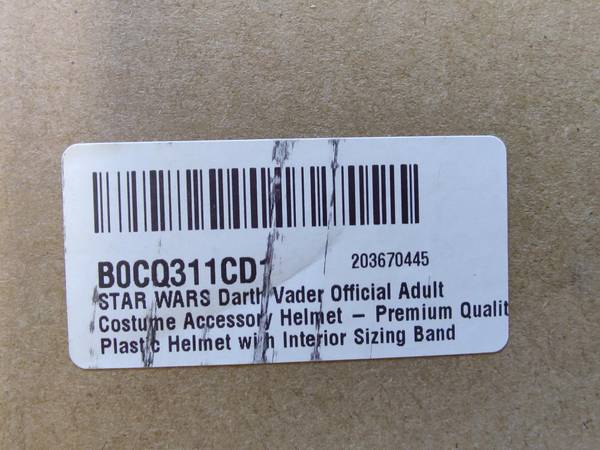 B0CQ311CD1 203670445
STAR WARS Darth Vader Official Adult
Costume Accessory Helmet – Premium Qualit
Plastic Helmet with Interior Sizing Band